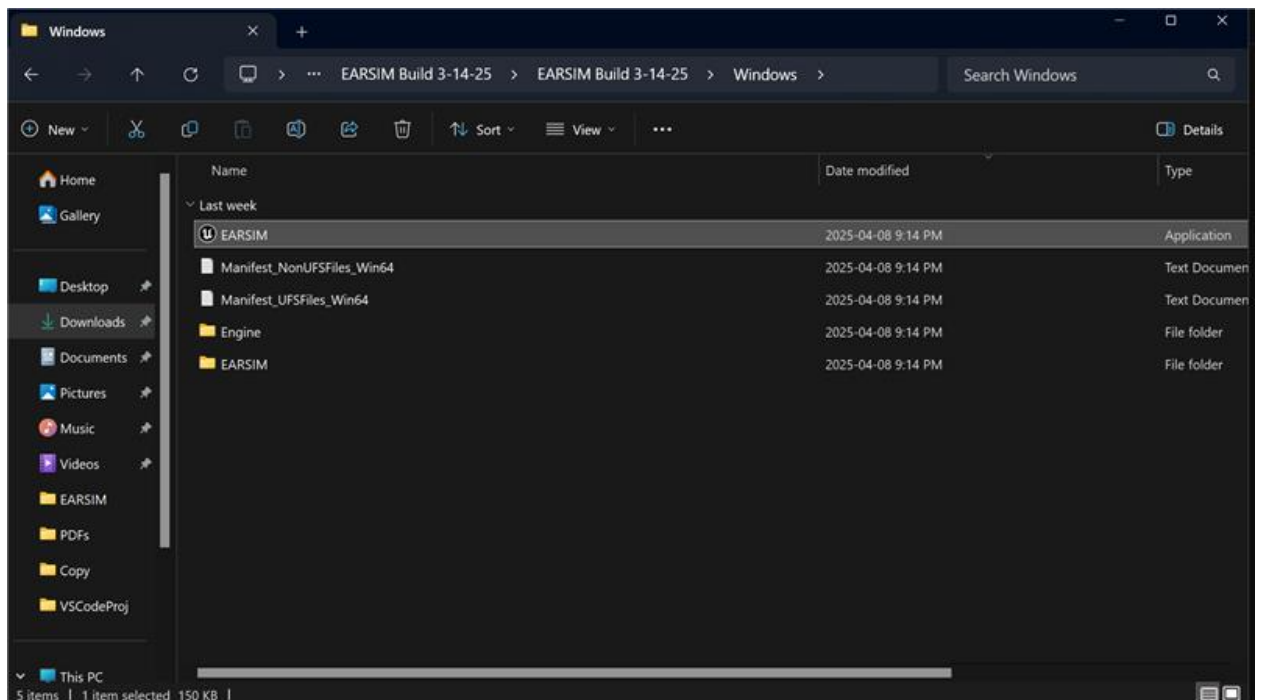 Windows
EARSIM Build 3-14-25 > EARSIM Build 3-14-25 > Windows >
Search Windows
New
Sort
View
Details
Home
Gallery
Desktop
Downloads
Documents
Pictures
Music
Videos
EARSIM
PDFs
Copy
VSCodeProj
This PC
Name Date modified Type
Last week
EARSIM 2025-04-08 9:14 PM Application
Manifest_NonUFSFiles_Win64 2025-04-08 9:14 PM Text Documen
Manifest_UFSFiles_Win64 2025-04-08 9:14 PM Text Documen
Engine 2025-04-08 9:14 PM File folder
EARSIM 2025-04-08 9:14 PM File folder
5 items | 1 item selected 150 KB |